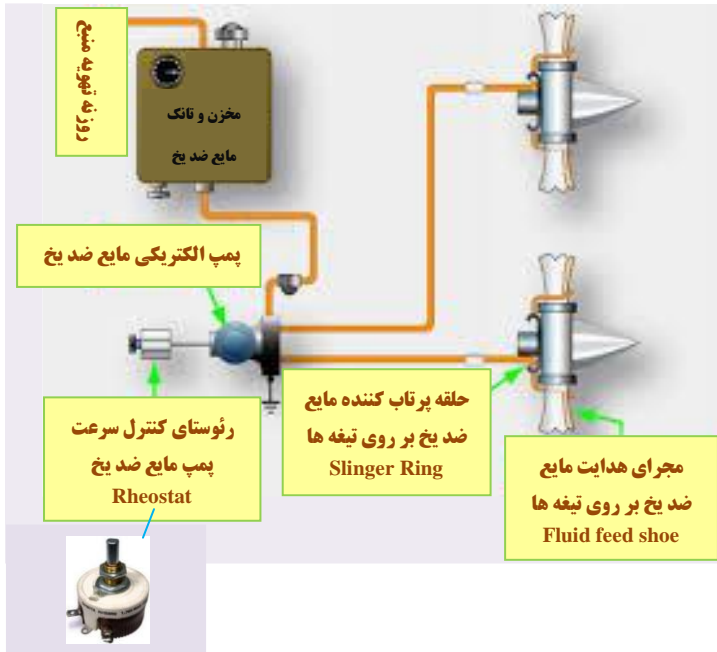 روزنه تهویه منبع
مخزن و تانک
مایع ضد یخ
پمپ الکتریکی مایع ضد یخ
رئوستای کنترل سرعت
پمپ مایع ضد یخ
Rheostat
حلقه پرتاب کننده مایع
ضد یخ بر روی تیغه ها
Slinger Ring
مجرای هدایت مایع
ضد یخ بر روی تیغه ها
Fluid feed shoe